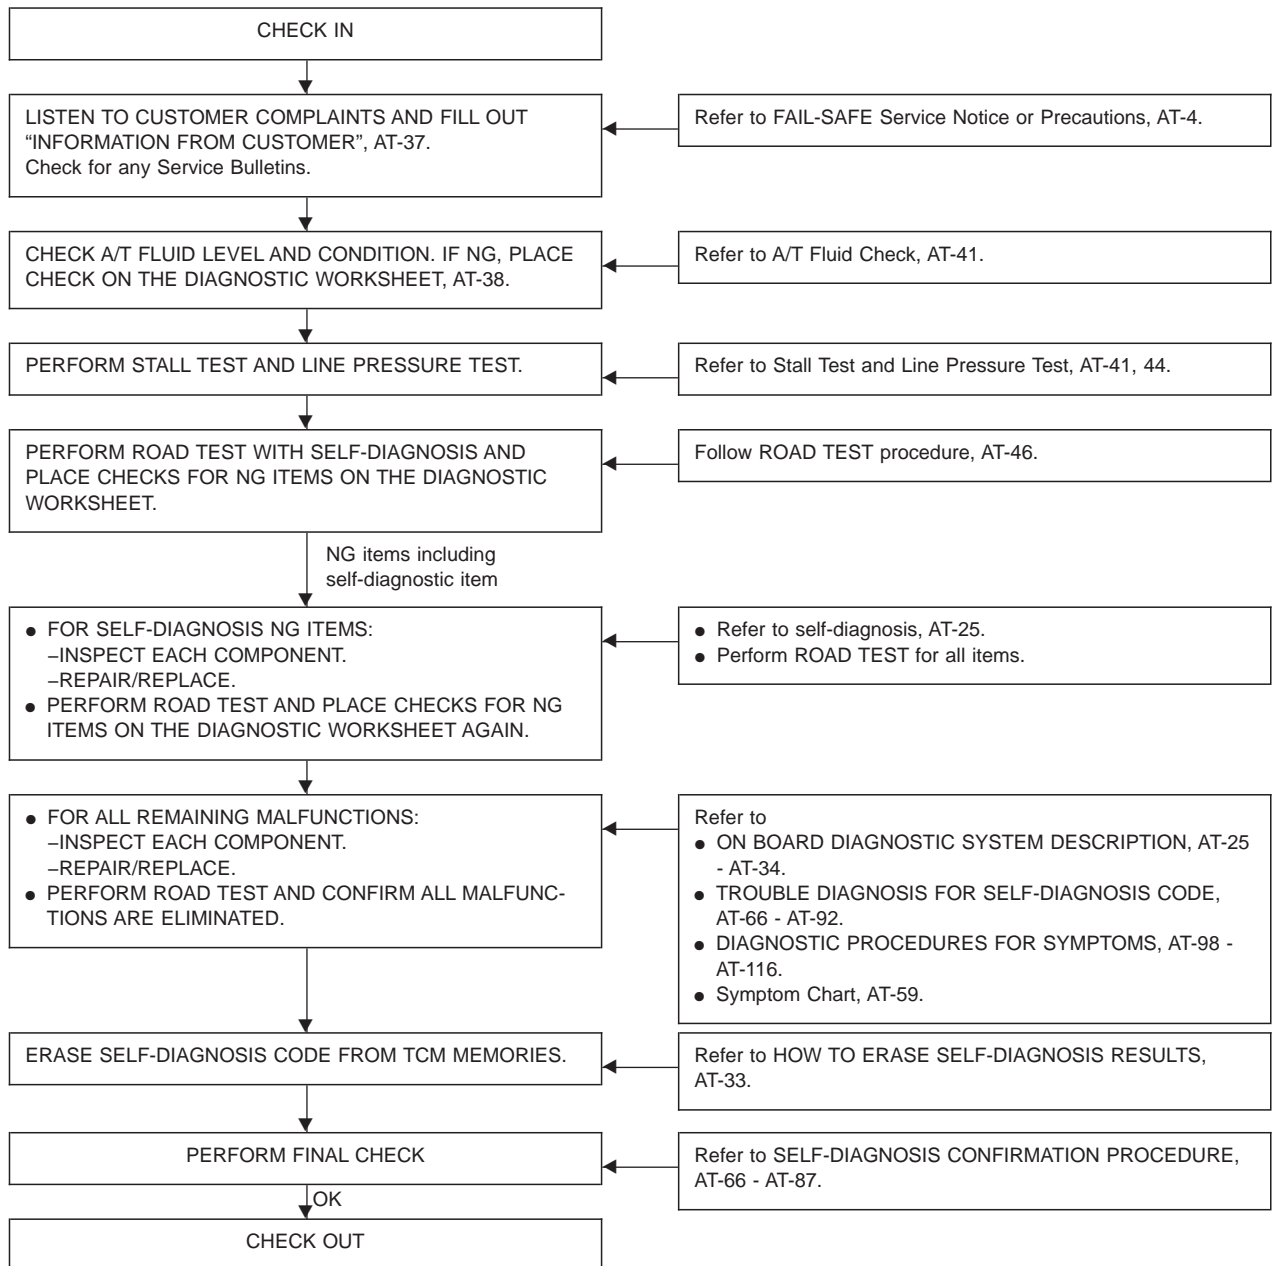 CHECK IN
LISTEN TO CUSTOMER COMPLAINTS AND FILL OUT
“INFORMATION FROM CUSTOMER”, AT-37.
Check for any Service Bulletins.
Refer to FAIL-SAFE Service Notice or Precautions, AT-4.
CHECK A/T FLUID LEVEL AND CONDITION. IF NG, PLACE
CHECK ON THE DIAGNOSTIC WORKSHEET, AT-38.
Refer to A/T Fluid Check, AT-41.
PERFORM STALL TEST AND LINE PRESSURE TEST.
Refer to Stall Test and Line Pressure Test, AT-41, 44.
PERFORM ROAD TEST WITH SELF-DIAGNOSIS AND
PLACE CHECKS FOR NG ITEMS ON THE DIAGNOSTIC
WORKSHEET.
Follow ROAD TEST procedure, AT-46.
NG items including
self-diagnostic item
● FOR SELF-DIAGNOSIS NG ITEMS:
–INSPECT EACH COMPONENT.
–REPAIR/REPLACE.
● PERFORM ROAD TEST AND PLACE CHECKS FOR NG
ITEMS ON THE DIAGNOSTIC WORKSHEET AGAIN.
● Refer to self-diagnosis, AT-25.
● Perform ROAD TEST for all items.
● FOR ALL REMAINING MALFUNCTIONS:
–INSPECT EACH COMPONENT.
–REPAIR/REPLACE.
● PERFORM ROAD TEST AND CONFIRM ALL MALFUNC-
TIONS ARE ELIMINATED.
Refer to
● ON BOARD DIAGNOSTIC SYSTEM DESCRIPTION, AT-25
- AT-34.
● TROUBLE DIAGNOSIS FOR SELF-DIAGNOSIS CODE,
AT-66 - AT-92.
● DIAGNOSTIC PROCEDURES FOR SYMPTOMS, AT-98 -
AT-116.
● Symptom Chart, AT-59.
ERASE SELF-DIAGNOSIS CODE FROM TCM MEMORIES.
Refer to HOW TO ERASE SELF-DIAGNOSIS RESULTS,
AT-33.
PERFORM FINAL CHECK
Refer to SELF-DIAGNOSIS CONFIRMATION PROCEDURE,
AT-66 - AT-87.
OK
CHECK OUT